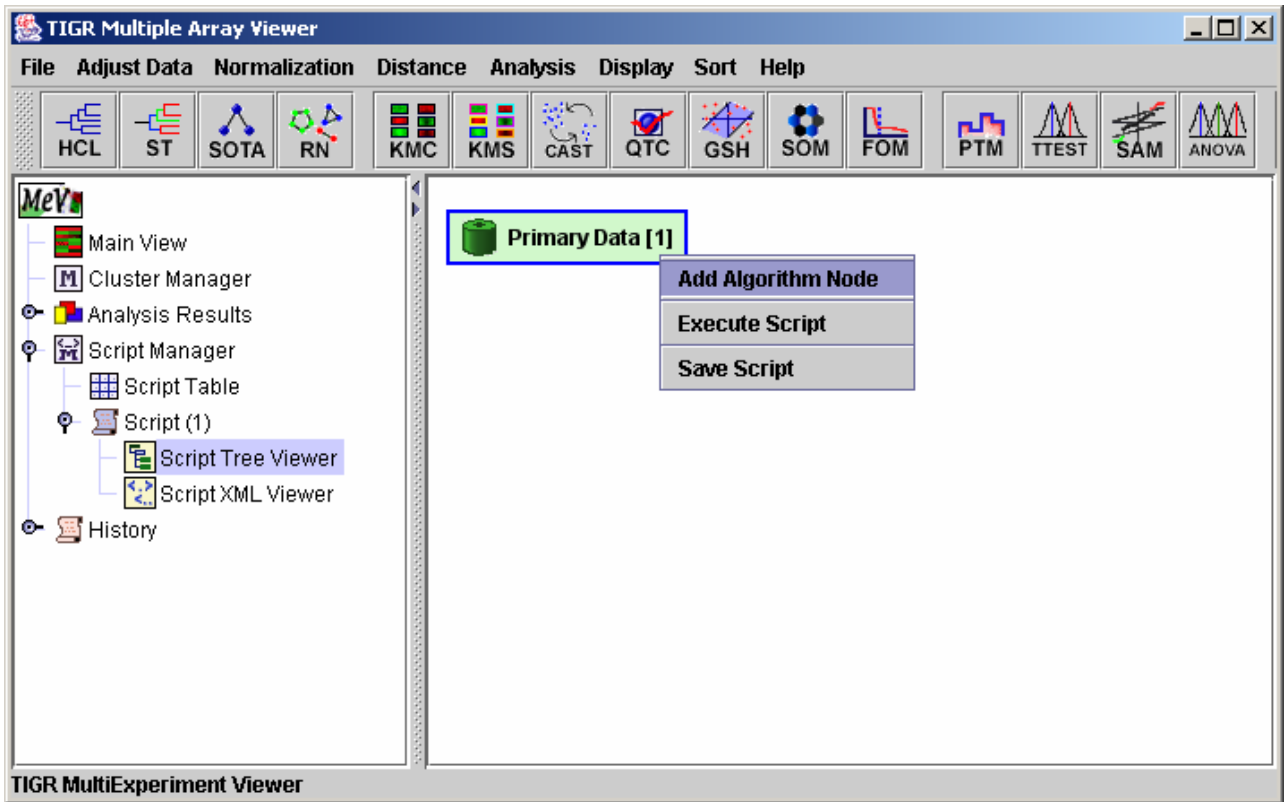 TIGR Multiple Array Viewer
File Adjust Data Normalization Distance Analysis Display Sort Help
HCL ST SOTA RN KMC KMS CAST QTC GSH SOM FOM PTM TTEST SAM ANOVA
MeV
Main View
M Cluster Manager
Analysis Results
M Script Manager
Script Table
Script (1)
Script Tree Viewer
Script XML Viewer
History
Primary Data [1]
Add Algorithm Node
Execute Script
Save Script
TIGR MultiExperiment Viewer